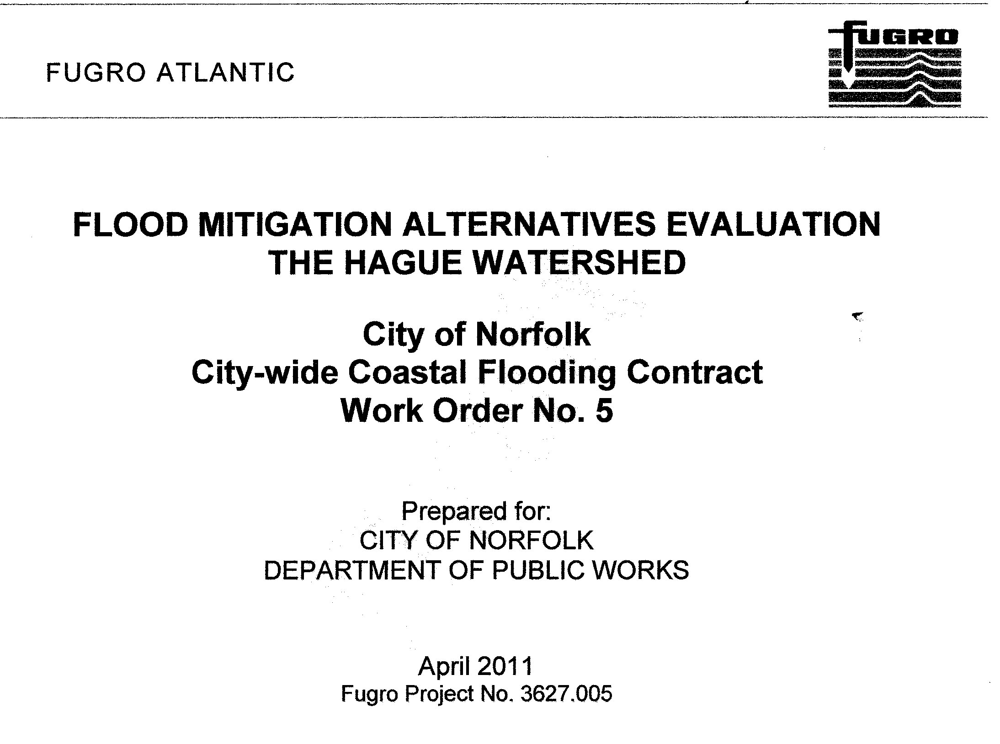 fUGRO
FUGRO ATLANTIC
FLOOD MITIGATION ALTERNATIVES EVALUATION
THE HAGUE WATERSHED
City of Norfolk
City-wide Coastal Flooding Contract
Work Order No. 5
Prepared for:
CITY OF NORFOLK
DEPARTMENT OF PUBLIC WORKS
April 2011
Fugro Project No. 3627.005